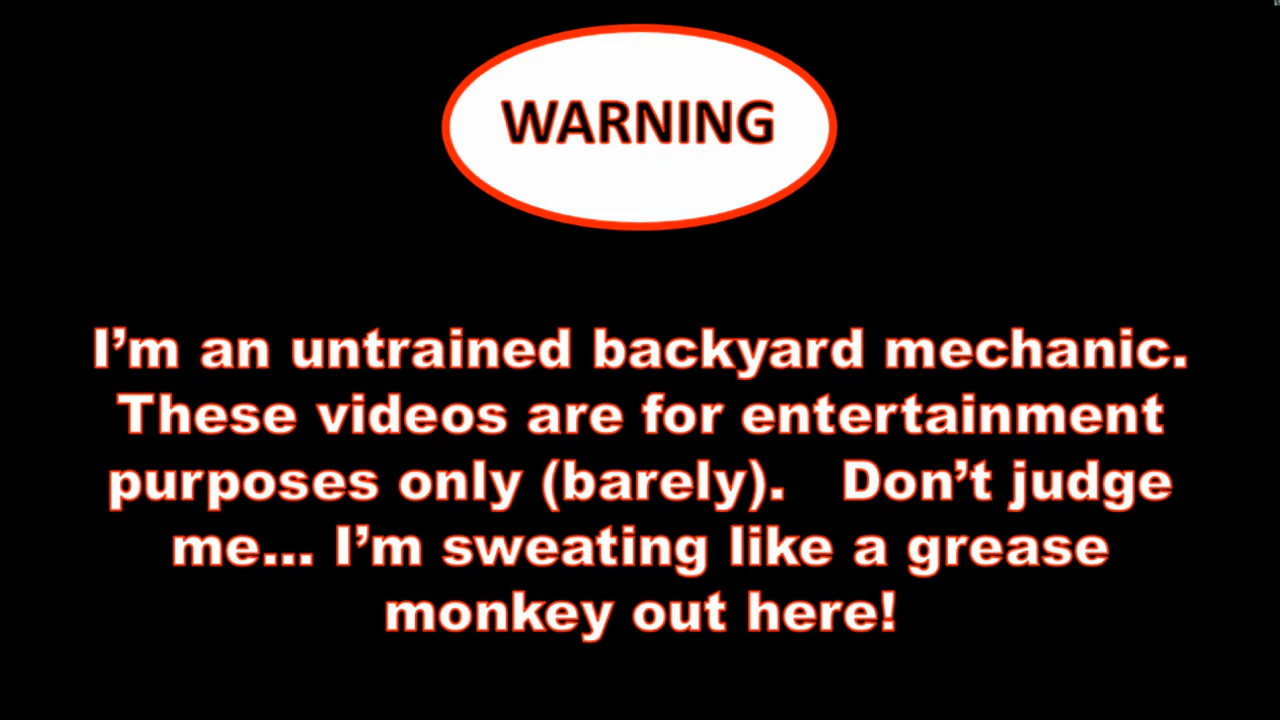 WARNING
I’m an untrained backyard mechanic.
These videos are for entertainment
purposes only (barely).   Don’t judge
me... I’m sweating like a grease
monkey out here!